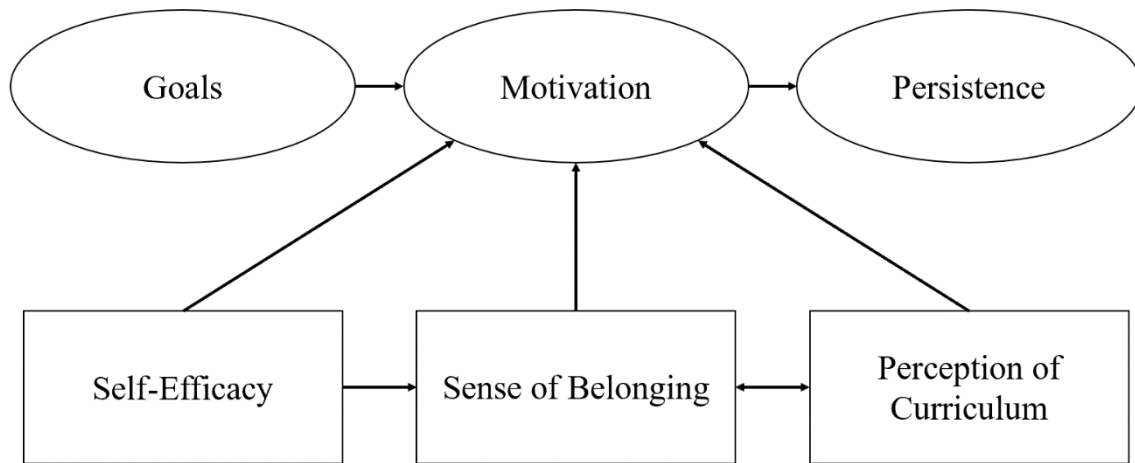 Goals
Motivation
Persistence
Self-Efficacy
Sense of Belonging
Perception of
Curriculum